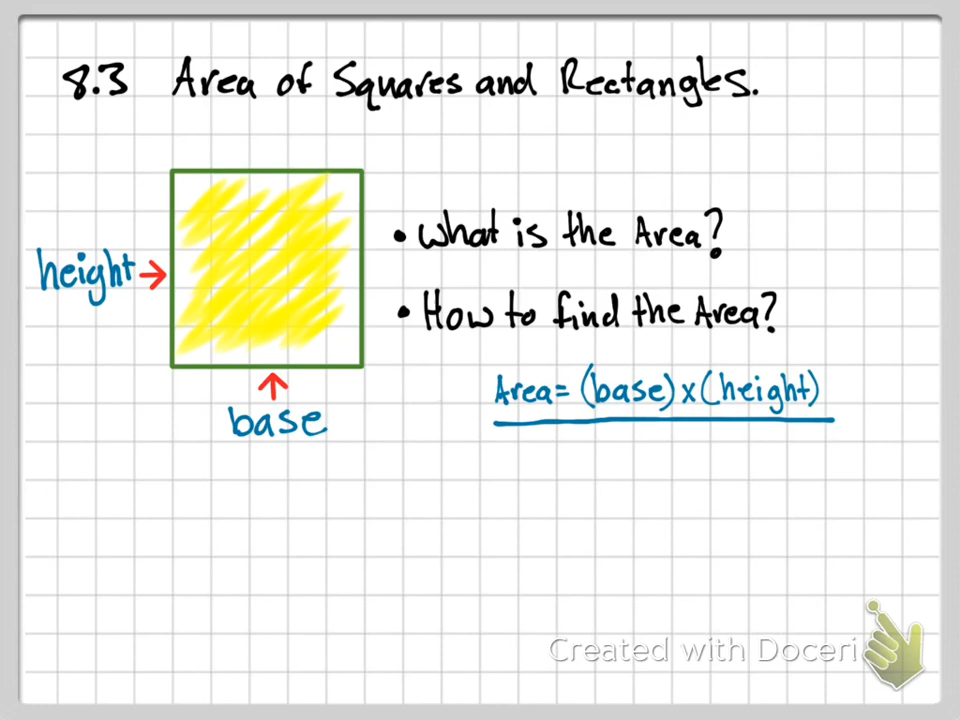 8.3 Area of Squares and Rectangles.
• What is the Area?
height
• How to find the Area?
Area = (base) x (height)
base
Created with Doceri